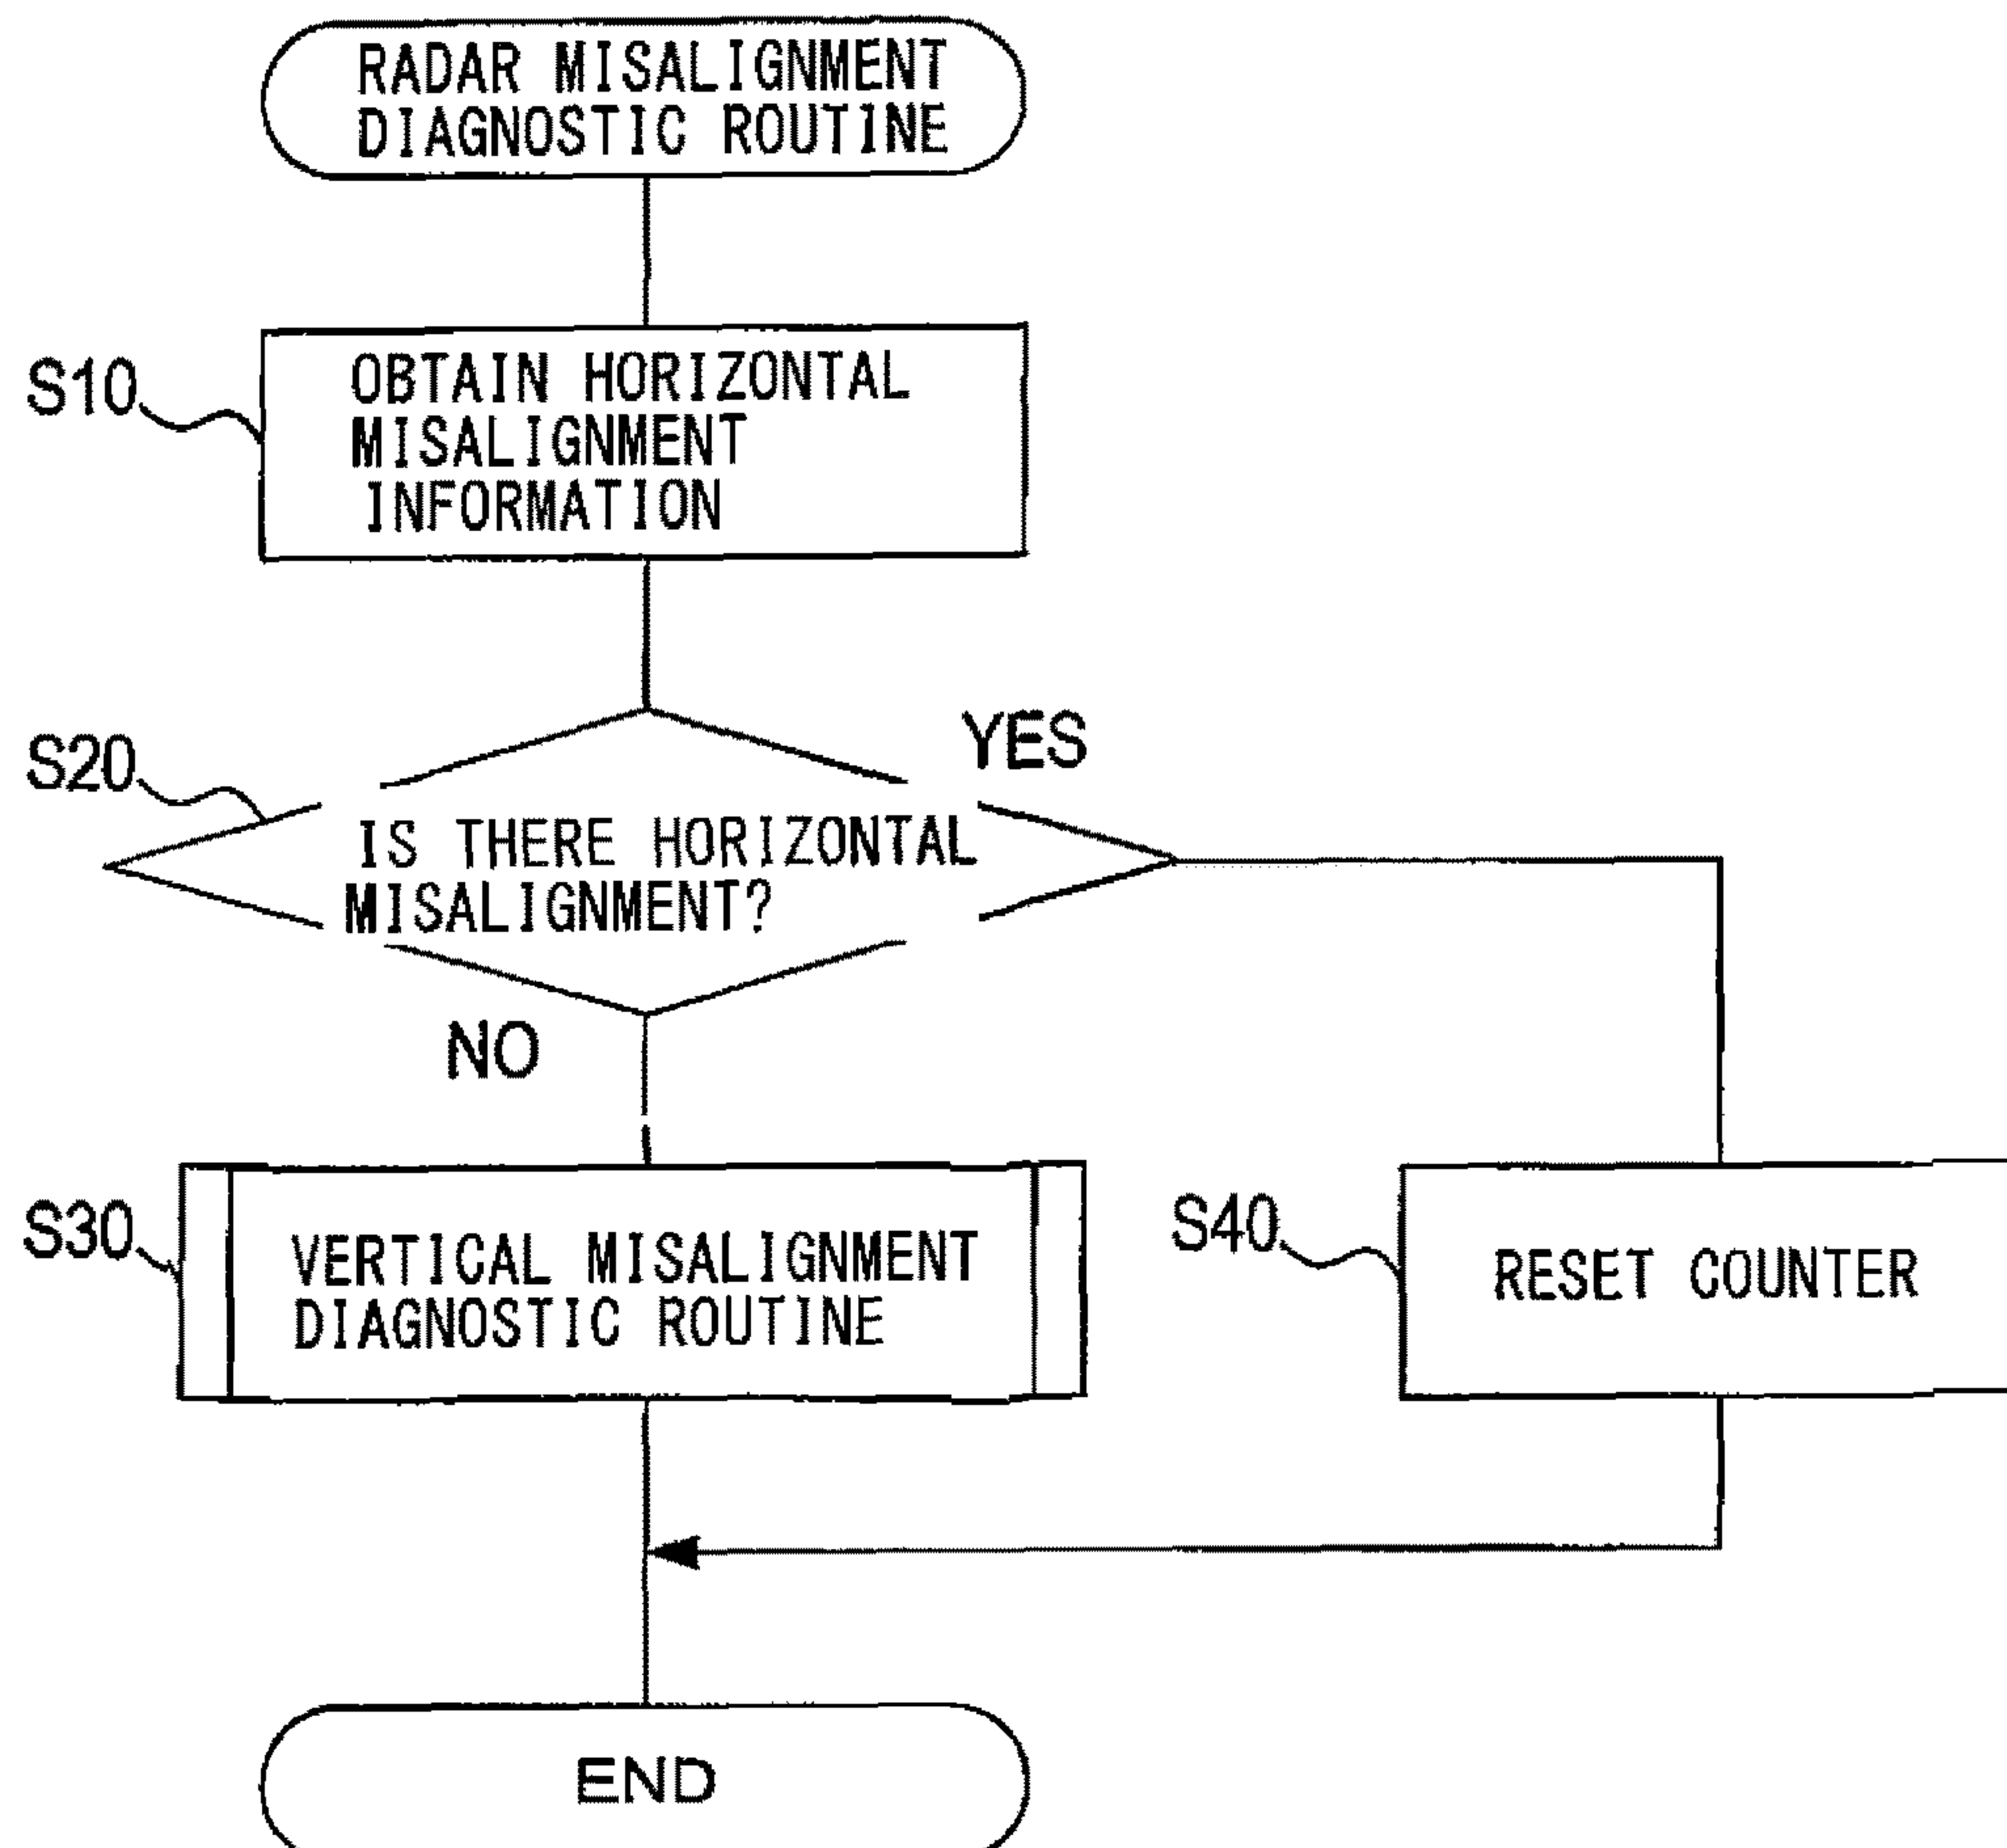 RADAR MISALIGNMENT
DIAGNOSTIC ROUTINE
S10
OBTAIN HORIZONTAL
MISALIGNMENT
INFORMATION
S20
YES
IS THERE HORIZONTAL
MISALIGNMENT?
NO
S30
VERTICAL MISALIGNMENT
DIAGNOSTIC ROUTINE
S40
RESET COUNTER
END